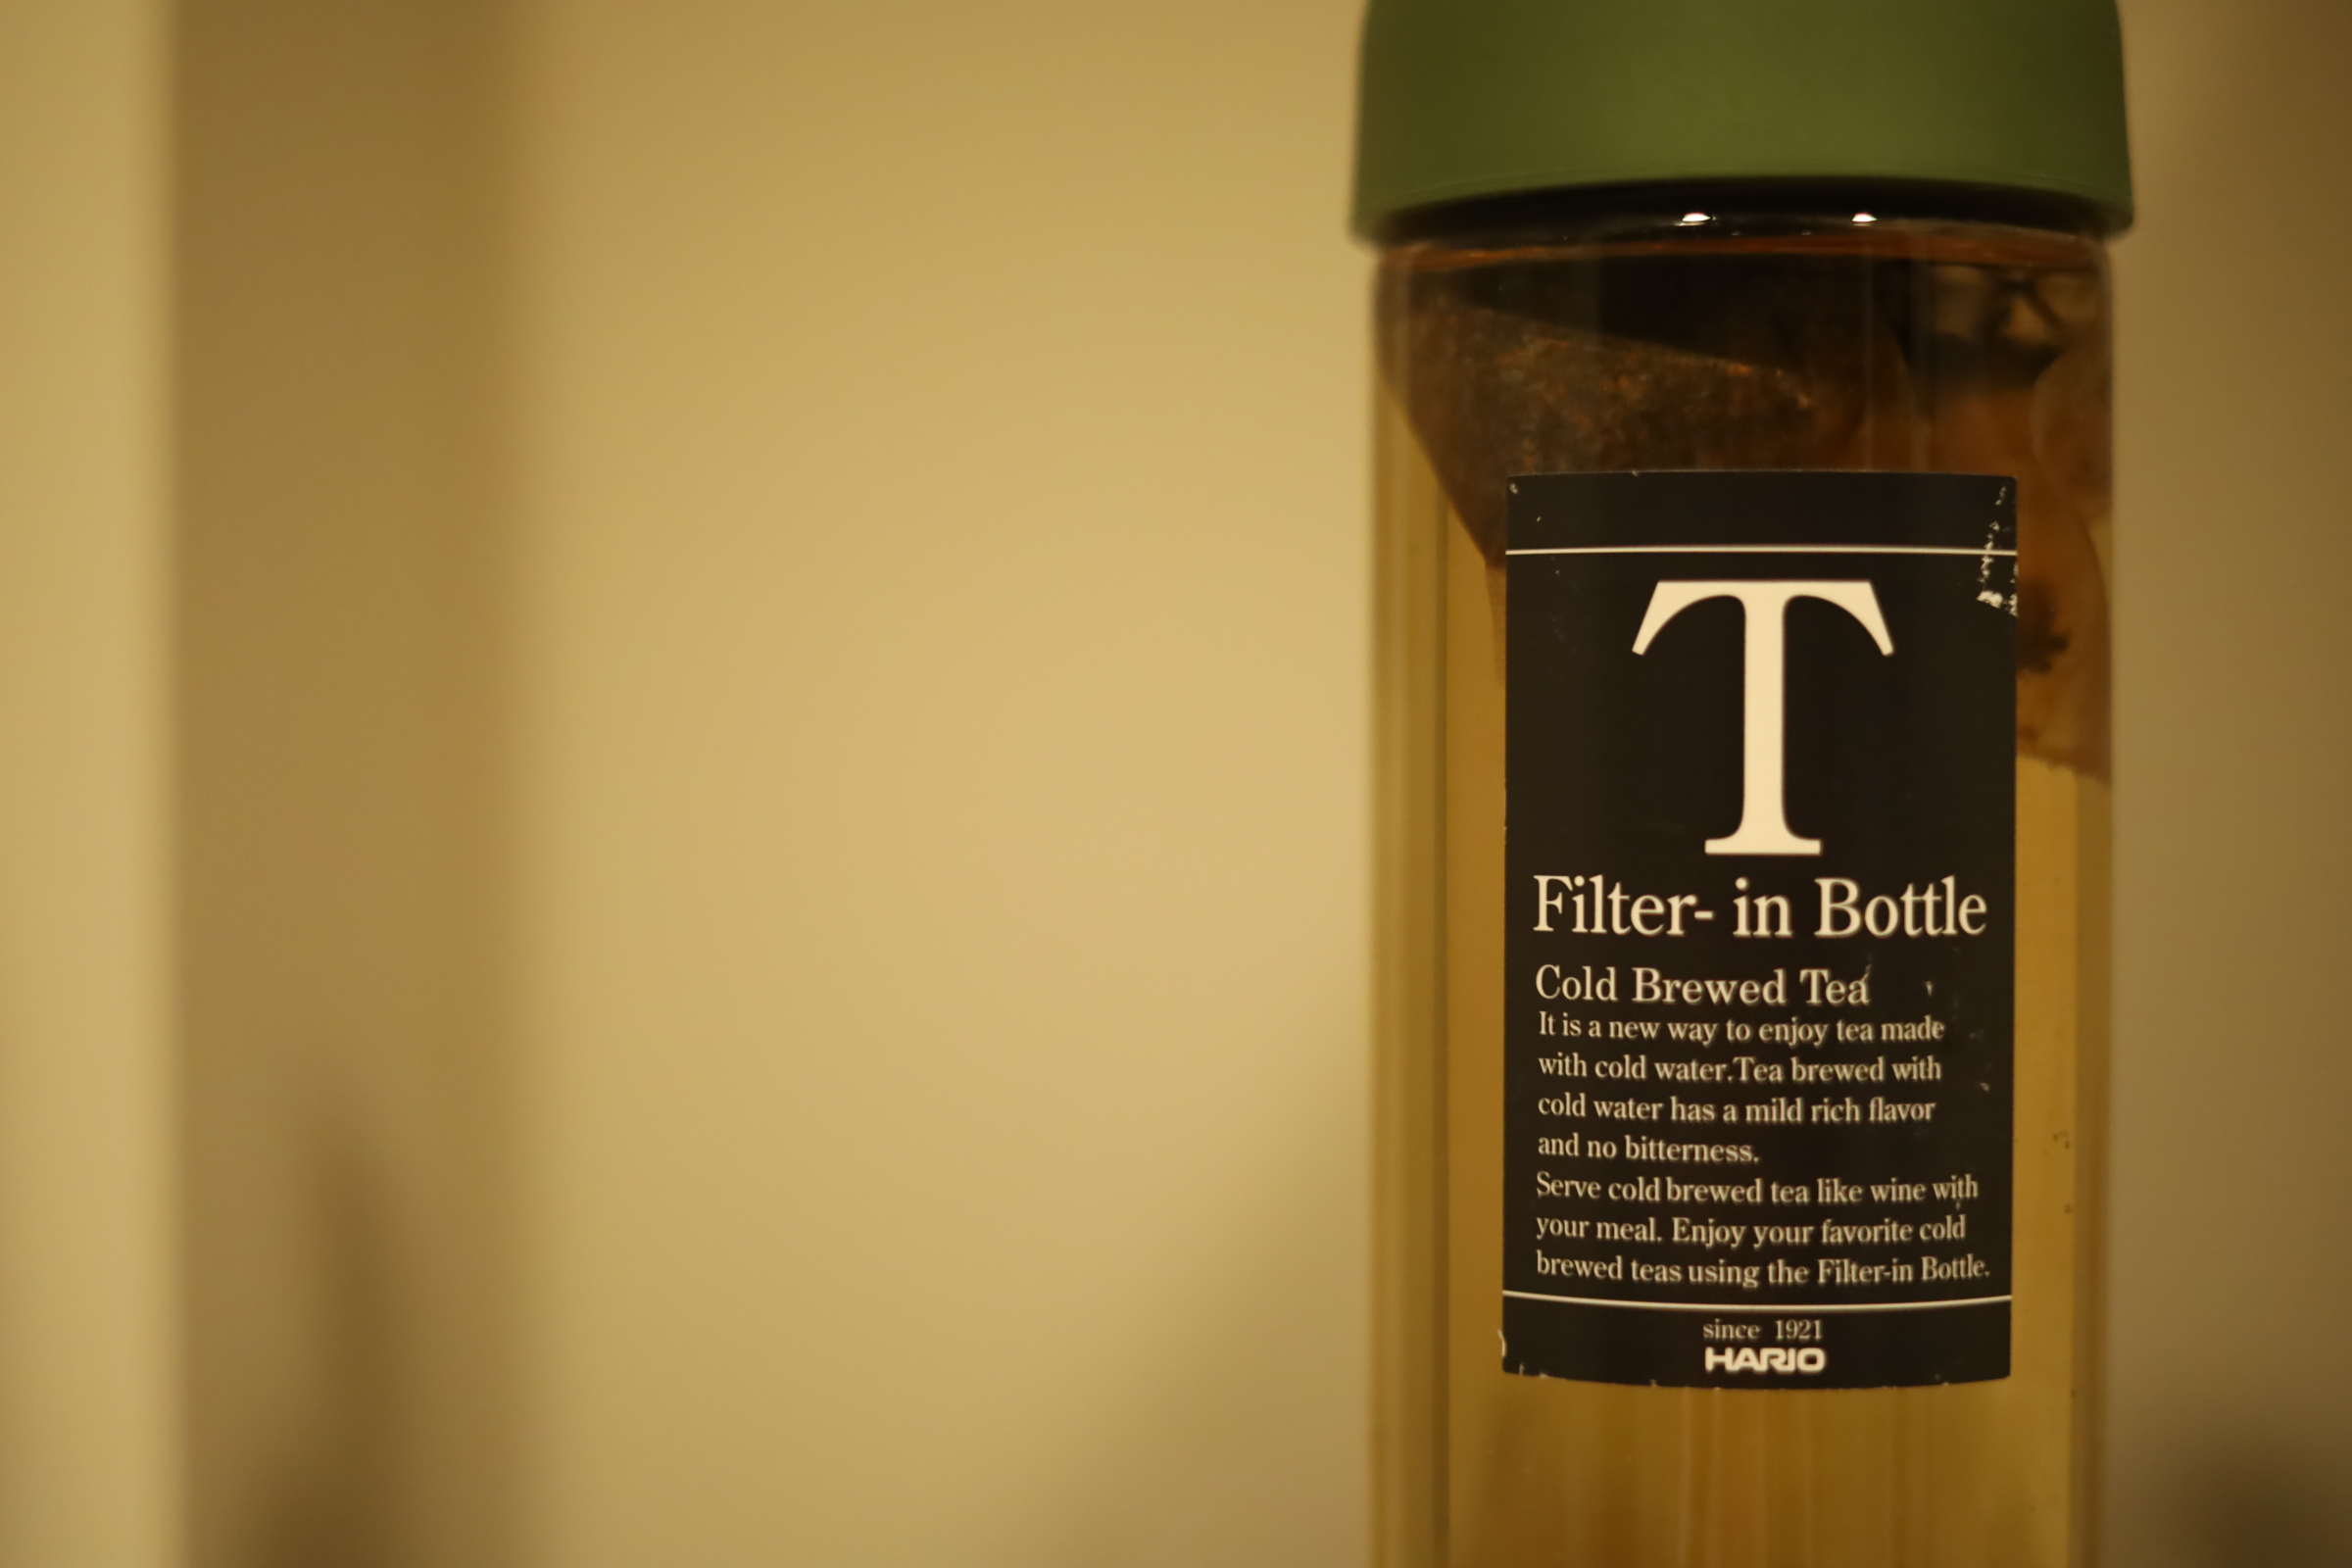 T
Filter- in Bottle
Cold Brewed Tea
It is a new way to enjoy tea made
with cold water.Tea brewed with
cold water has a mild rich flavor
and no bitterness.
Serve cold brewed tea like wine with
your meal. Enjoy your favorite cold
brewed teas using the Filter-in Bottle.
since 1921
HARIO